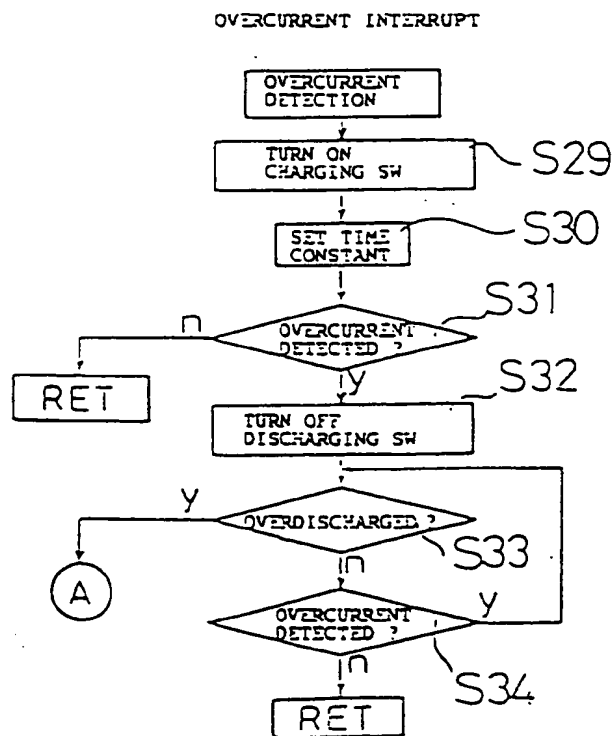 OVERCURRENT INTERRUPT
OVERCURRENT
DETECTION
TURN ON
CHARGING SW
S29
SET TIME
CONSTANT
S30
S31
n
OVERCURRENT
DETECTED ?
y
RET
S32
TURN OFF
DISCHARGING SW
y
OVERDISCHARGED ?
S33
n
A
OVERCURRENT
DETECTED ?
y
n
S34
RET